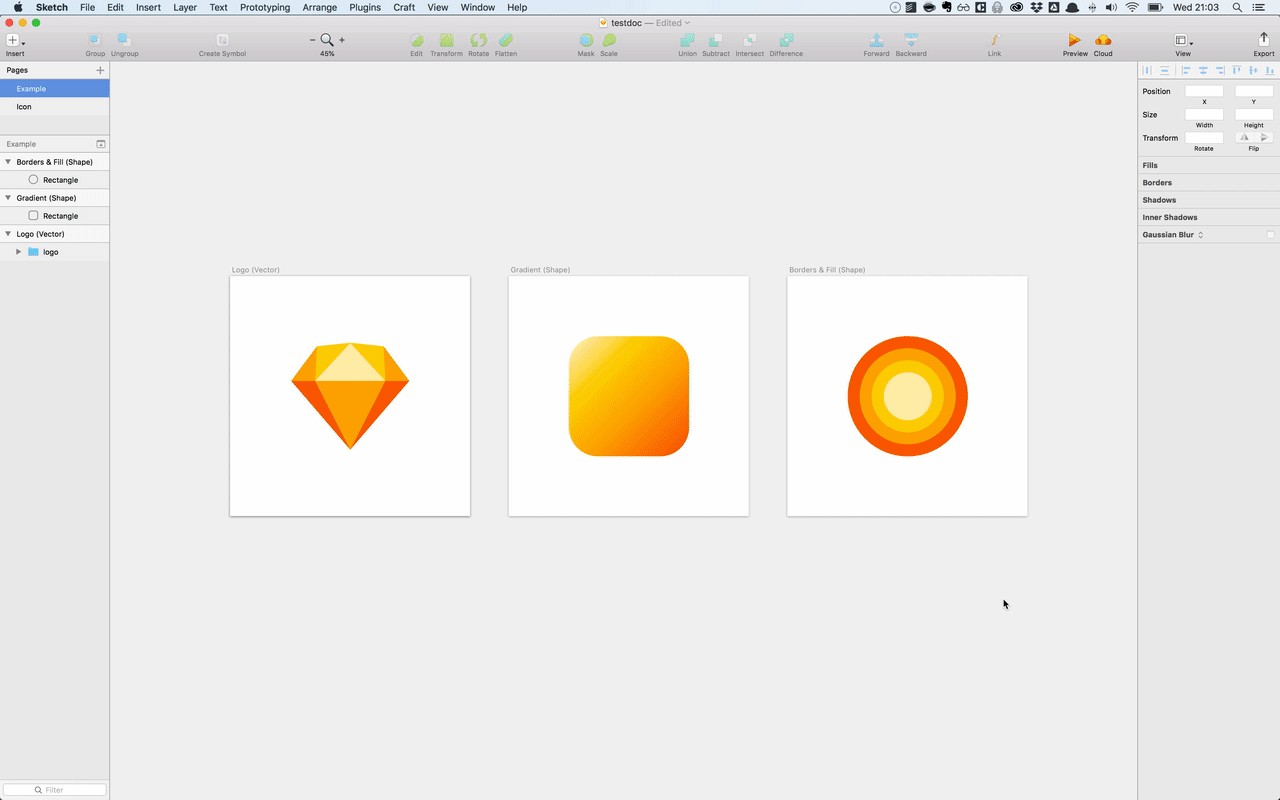 Sketch File Edit Insert Layer Text Prototyping Arrange Plugins Craft View Window Help Wed 21:03
testdoc — Edited
Insert Group Ungroup Create Symbol 45% Edit Transform Rotate Flatten Mask Scale Union Subtract Intersect Difference Forward Backward Link Preview Cloud View Export
Pages
Example
Icon
Example
Borders & Fill (Shape)
Rectangle
Gradient (Shape)
Rectangle
Logo (Vector)
logo
Filter
Logo (Vector) Gradient (Shape) Borders & Fill (Shape)
Position
X Y
Size
Width Height
Transform
Rotate Flip
Fills
Borders
Shadows
Inner Shadows
Gaussian Blur